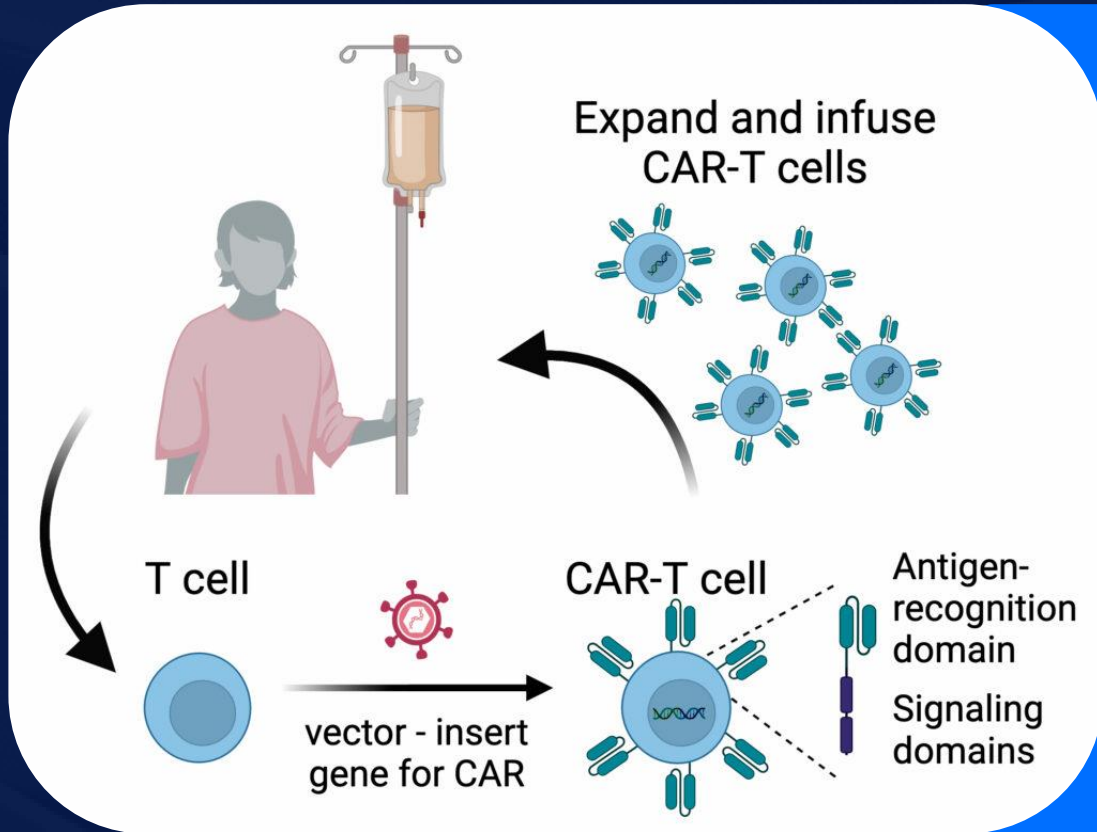 Expand and infuse
CAR-T cells
T cell
vector - insert
gene for CAR
CAR-T cell
Antigen-
recognition
domain
Signaling
domains